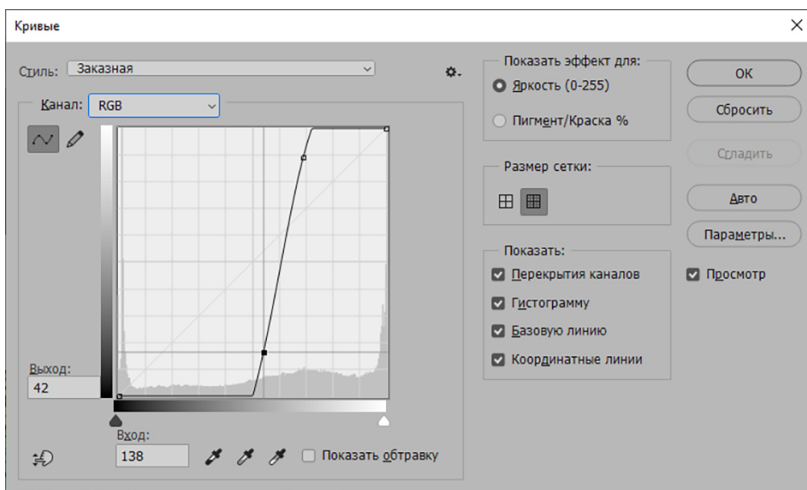 Кривые
Стиль: Заказная
Канал: RGB
Выход:
42
Вход:
138
Показать обтравку
Показать эффект для:
Яркость (0-255)
Пигмент/Краска %
Размер сетки:
Показать:
Перекрытия каналов
Гистограмму
Базовую линию
Координатные линии
ОК
Сбросить
Сгладить
Авто
Параметры...
Просмотр